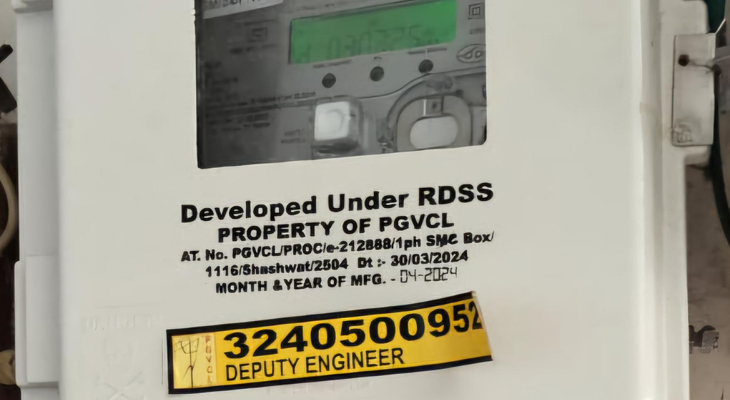 Developed Under RDSS
PROPERTY OF PGVCL
AT. No. PGVCL/PROC/e-212888/1ph SMC Box/
1116/Shashwat/2504 Dt :- 30/03/2024
MONTH & YEAR OF MFG. - 04-2024
PGVCL
3240500952
DEPUTY ENGINEER